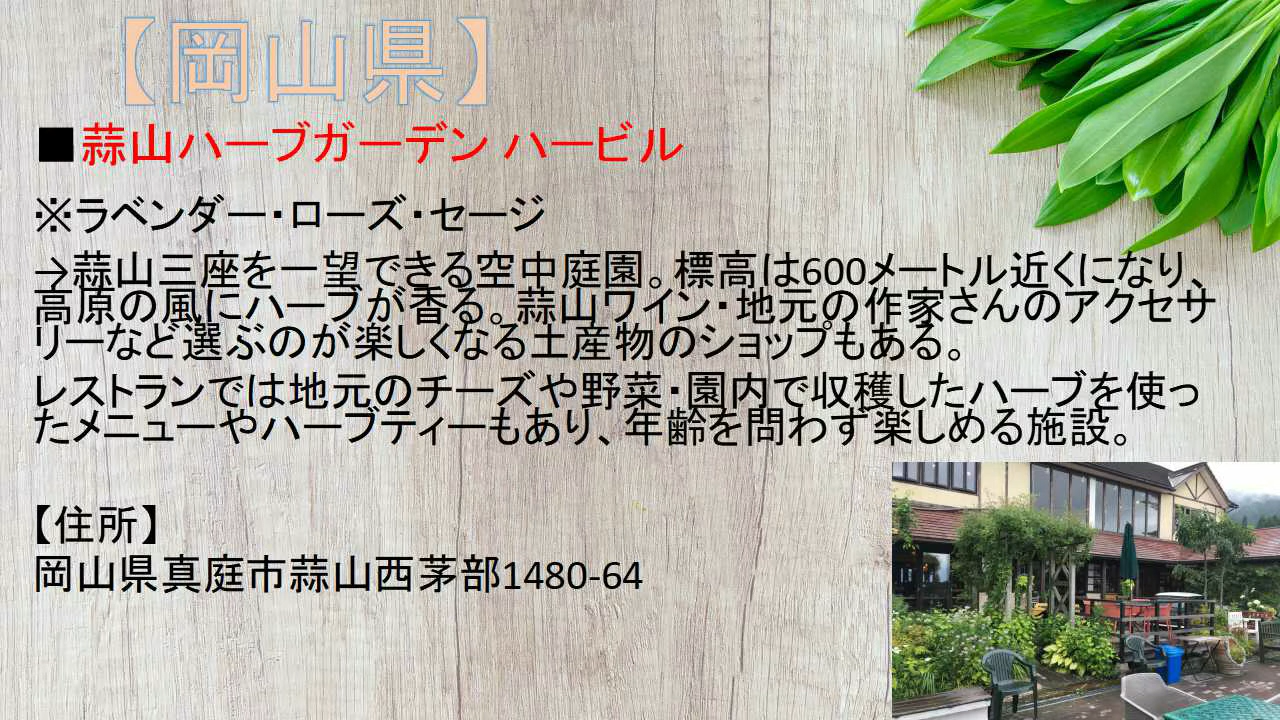 【岡山県】
■蒜山ハーブガーデン ハービル
※ラベンダー・ローズ・セージ
→蒜山三座を一望できる空中庭園。標高は600メートル近くになり、
高原の風にハーブが香る。蒜山ワイン・地元の作家さんのアクセサ
リーなど選ぶのが楽しくなる土産物のショップもある。
レストランでは地元のチーズや野菜・園内で収穫したハーブを使っ
たメニューやハーブティーもあり、年齢を問わず楽しめる施設。
【住所】
岡山県真庭市蒜山西茅部1480-64